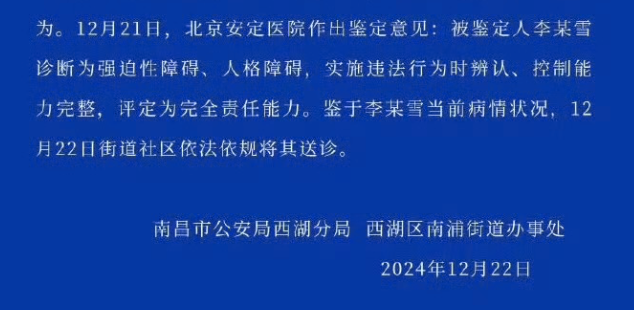 为。12月21日，北京安定医院作出鉴定意见：被鉴定人李某雪
诊断为强迫性障碍、人格障碍，实施违法行为时辨认、控制能
力完整，评定为完全责任能力。鉴于李某雪当前病情状况，12
月22日街道社区依法依规将其送诊。
南昌市公安局西湖分局 西湖区南浦街道办事处
2024年12月22日